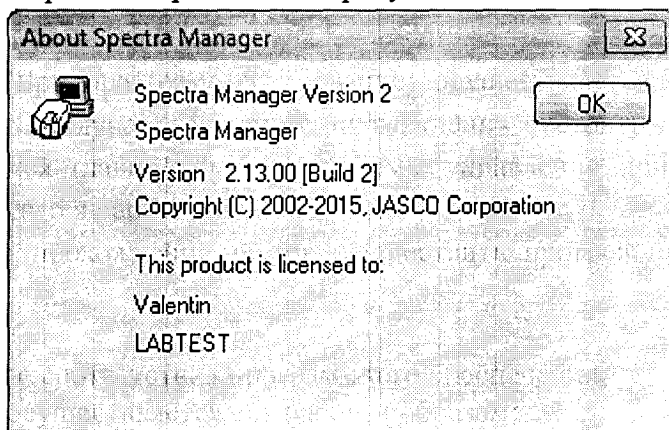 About Spectra Manager
OK
Spectra Manager Version 2
Spectra Manager
Version 2.13.00 [Build 2]
Copyright (C) 2002-2015, JASCO Corporation
This product is licensed to:
Valentin
LABTEST